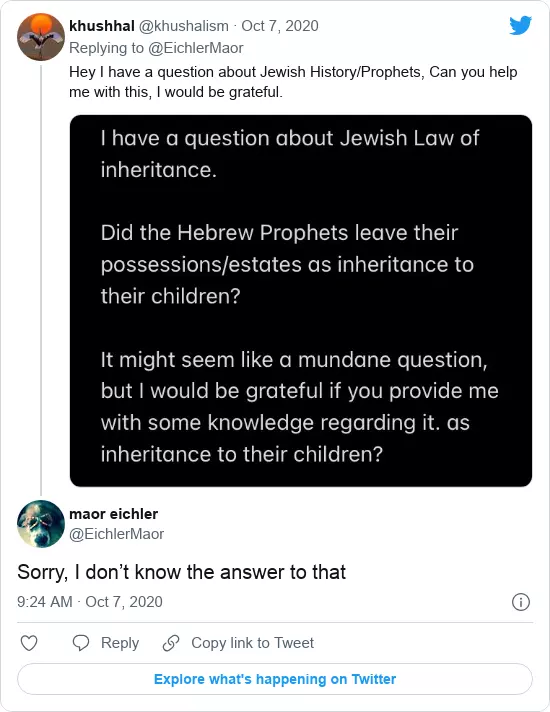 khushhal @khushalism · Oct 7, 2020
Replying to @EichlerMaor
Hey I have a question about Jewish History/Prophets, Can you help
me with this, I would be grateful.
I have a question about Jewish Law of
inheritance.
Did the Hebrew Prophets leave their
possessions/estates as inheritance to
their children?
It might seem like a mundane question,
but I would be grateful if you provide me
with some knowledge regarding it. as
inheritance to their children?
maor eichler
@EichlerMaor
Sorry, I don’t know the answer to that
9:24 AM · Oct 7, 2020
Reply
Copy link to Tweet
Explore what's happening on Twitter